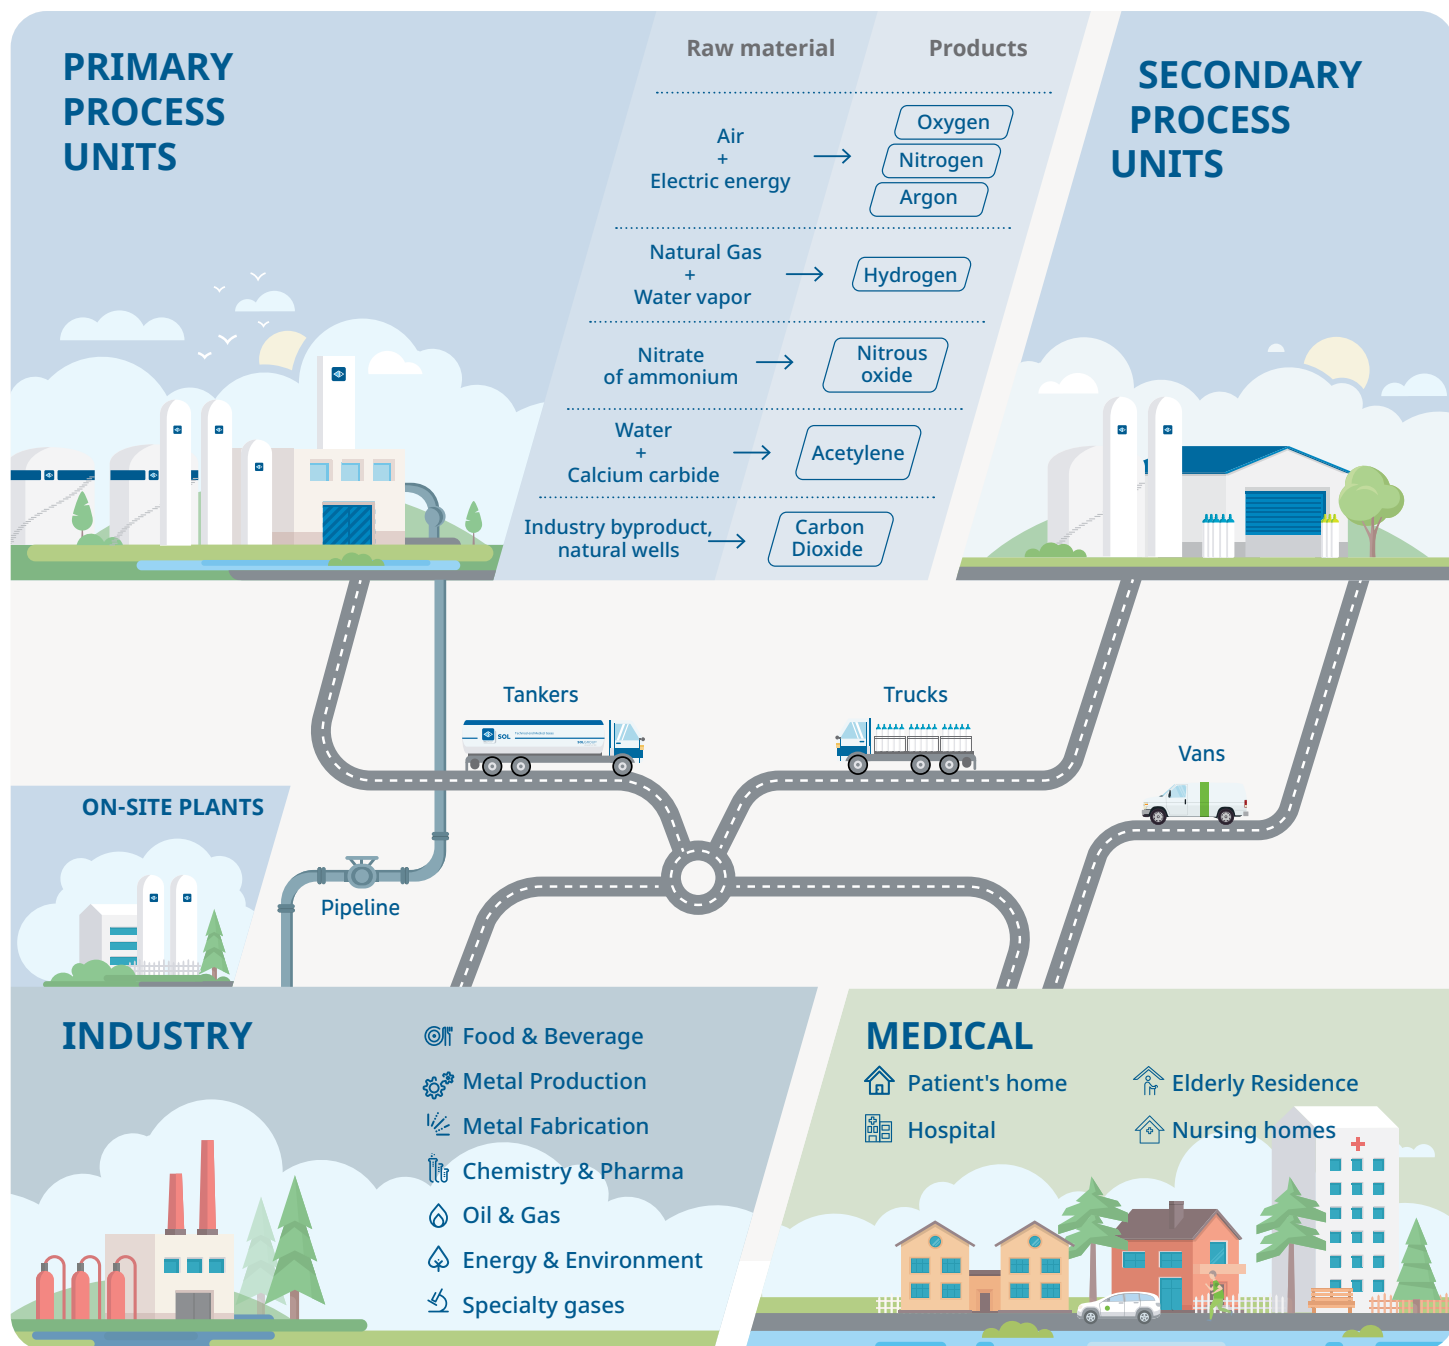 PRIMARY
PROCESS
UNITS
Raw material
Products
Air
+
Electric energy
Oxygen
Nitrogen
Argon
Natural Gas
+
Water vapor
Hydrogen
Nitrate
of ammonium
Nitrous
oxide
Water
+
Calcium carbide
Acetylene
Industry byproduct,
natural wells
Carbon
Dioxide
SECONDARY
PROCESS
UNITS
Tankers
SOL
Trucks
Vans
ON-SITE PLANTS
Pipeline
INDUSTRY
Food & Beverage
Metal Production
Metal Fabrication
Chemistry & Pharma
Oil & Gas
Energy & Environment
Specialty gases
MEDICAL
Patient's home
Elderly Residence
Hospital
Nursing homes